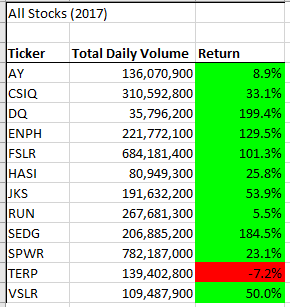 All Stocks (2017)
Ticker Total Daily Volume Return
AY 136,070,900 8.9%
CSIQ 310,592,800 33.1%
DQ 35,796,200 199.4%
ENPH 221,772,100 129.5%
FSLR 684,181,400 101.3%
HASI 80,949,300 25.8%
JKS 191,632,200 53.9%
RUN 267,681,300 5.5%
SEDG 206,885,200 184.5%
SPWR 782,187,000 23.1%
TERP 139,402,800 -7.2%
VSLR 109,487,900 50.0%